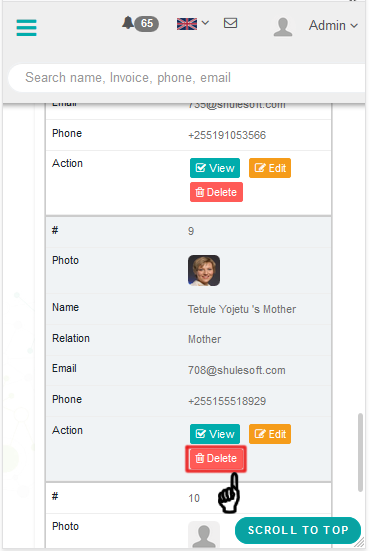 65
Admin
Search name, Invoice, phone, email
Email 735@shulesoft.com
Phone +255191053566
Action View Edit
Delete
# 9
Photo
Name Tetule Yojetu 's Mother
Relation Mother
Email 708@shulesoft.com
Phone +255155518929
Action View Edit
Delete
# 10
Photo
SCROLL TO TOP